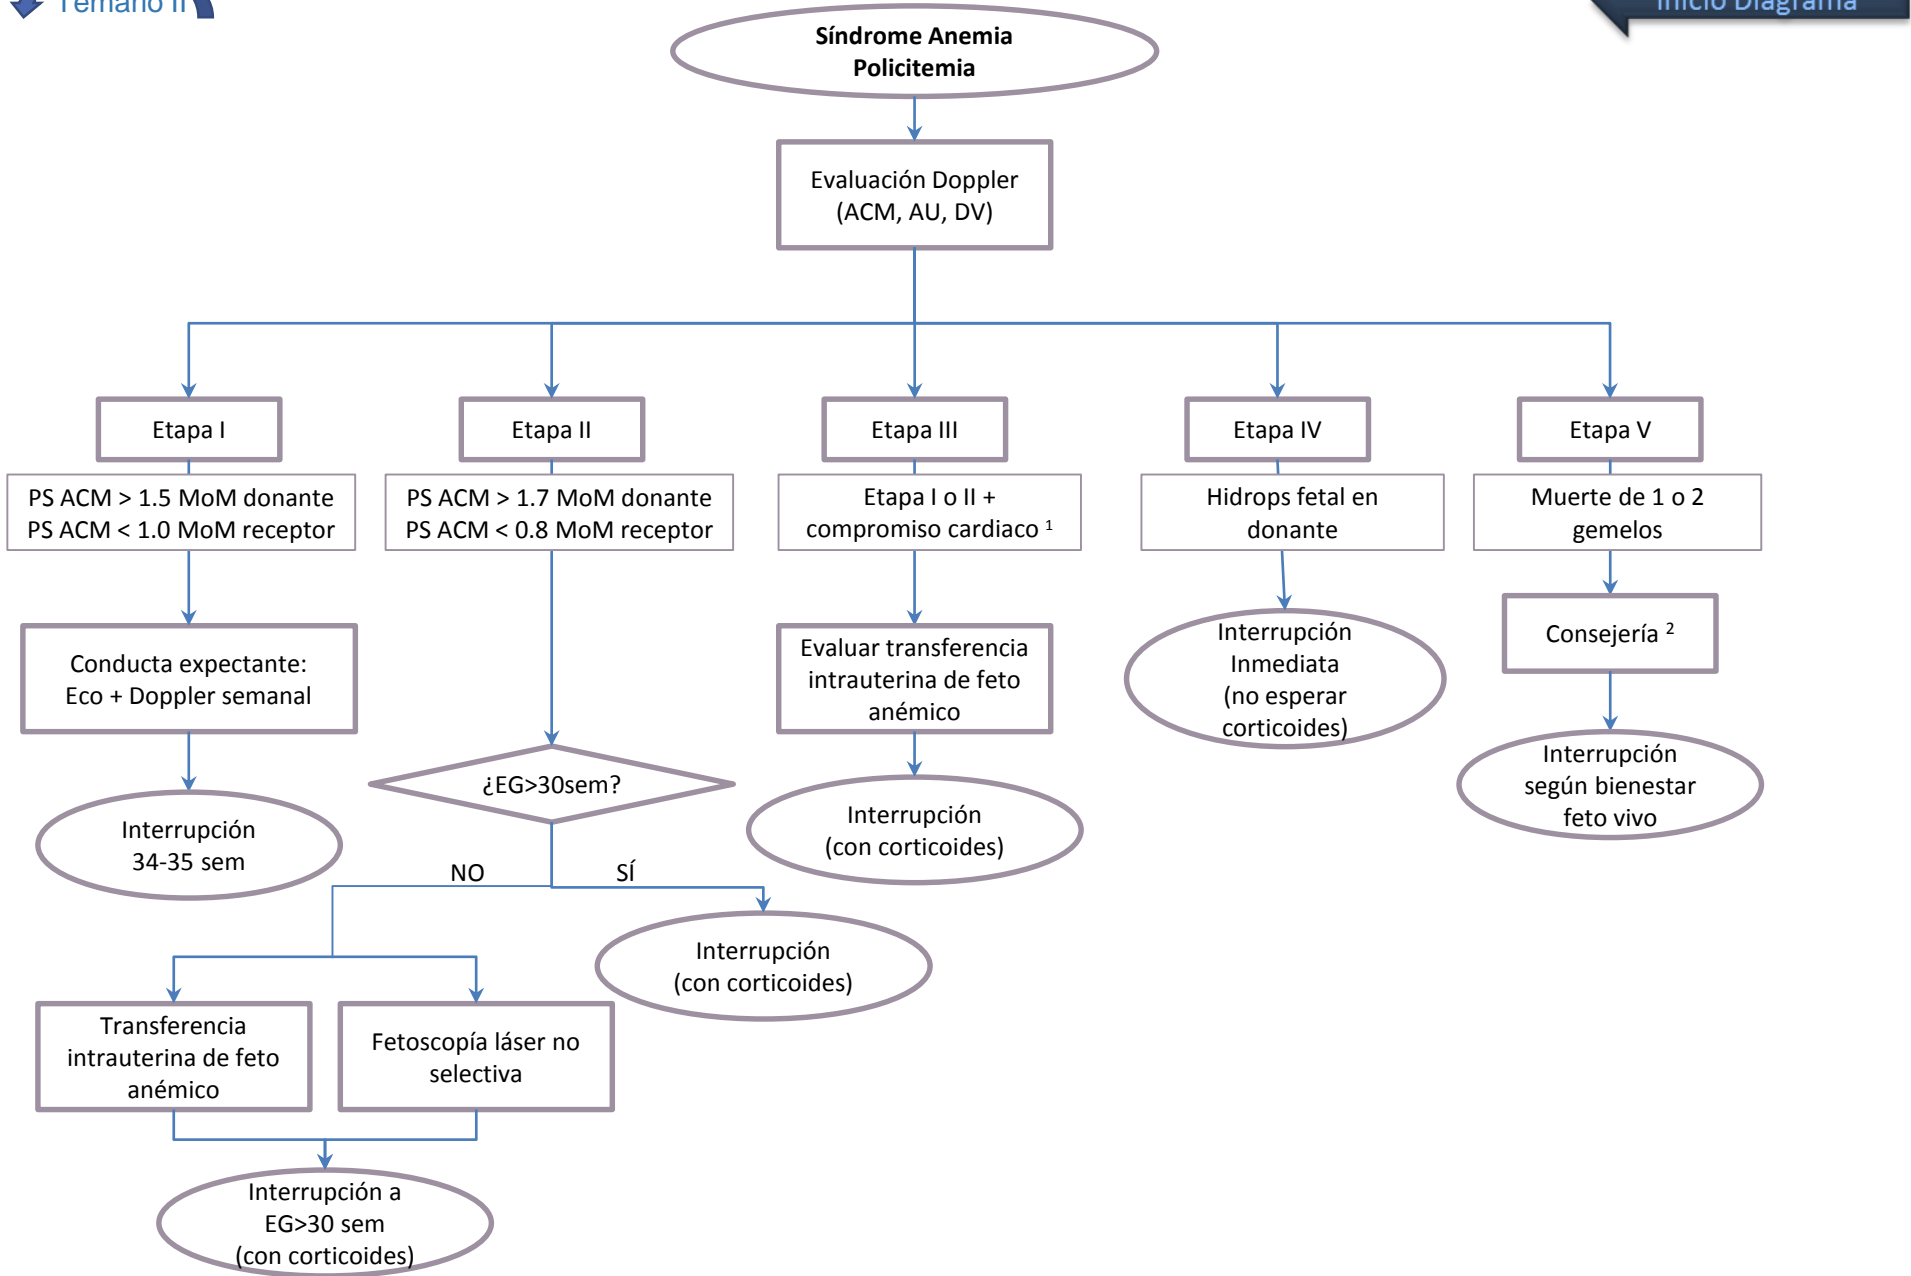 Temario II
Inicio Diagrama
Síndrome Anemia
Policitemia
Evaluación Doppler
(ACM, AU, DV)
Etapa I
Etapa II
Etapa III
Etapa IV
Etapa V
PS ACM > 1.5 MoM donante
PS ACM < 1.0 MoM receptor
PS ACM > 1.7 MoM donante
PS ACM < 0.8 MoM receptor
Etapa I o II +
compromiso cardiaco ¹
Hidrops fetal en
donante
Muerte de 1 o 2
gemelos
Conducta expectante:
Eco + Doppler semanal
Evaluar transferencia
intrauterina de feto
anémico
Interrupción
Inmediata
(no esperar
corticoides)
Consejería ²
¿EG>30sem?
Interrupción
34-35 sem
Interrupción
(con corticoides)
Interrupción
según bienestar
feto vivo
NO
SÍ
Interrupción
(con corticoides)
Transferencia
intrauterina de feto
anémico
Fetoscopía láser no
selectiva
Interrupción a
EG>30 sem
(con corticoides)